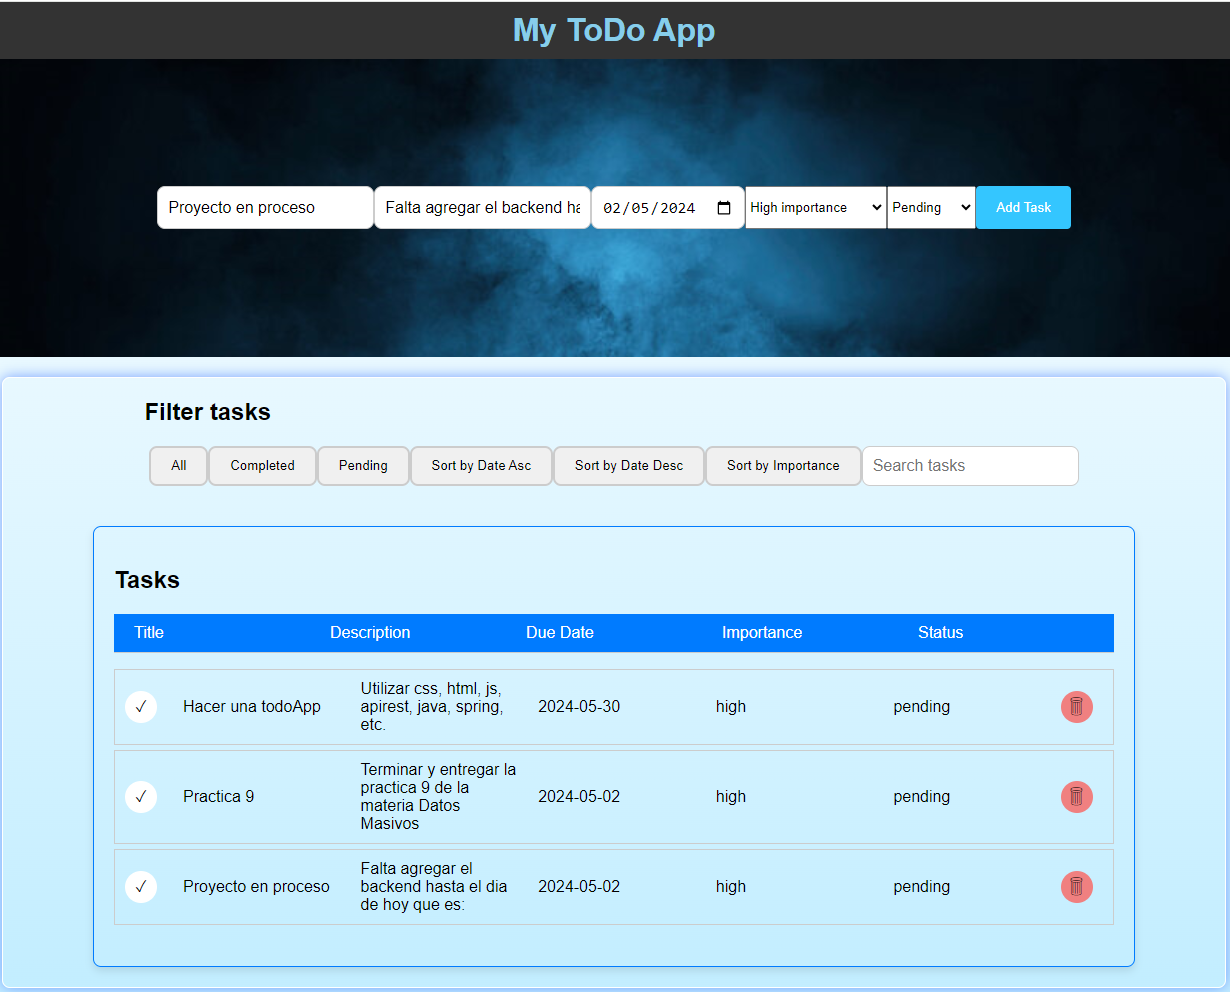 My ToDo App
Proyecto en proceso
Falta agregar el backend ha
02/05/2024
High importance
Pending
Add Task
Filter tasks
All
Completed
Pending
Sort by Date Asc
Sort by Date Desc
Sort by Importance
Search tasks
Tasks
Title
Description
Due Date
Importance
Status
✓
Hacer una todoApp
Utilizar css, html, js,
apirest, java, spring,
etc.
2024-05-30
high
pending
✓
Practica 9
Terminar y entregar la
practica 9 de la
materia Datos
Masivos
2024-05-02
high
pending
✓
Proyecto en proceso
Falta agregar el
backend hasta el dia
de hoy que es:
2024-05-02
high
pending